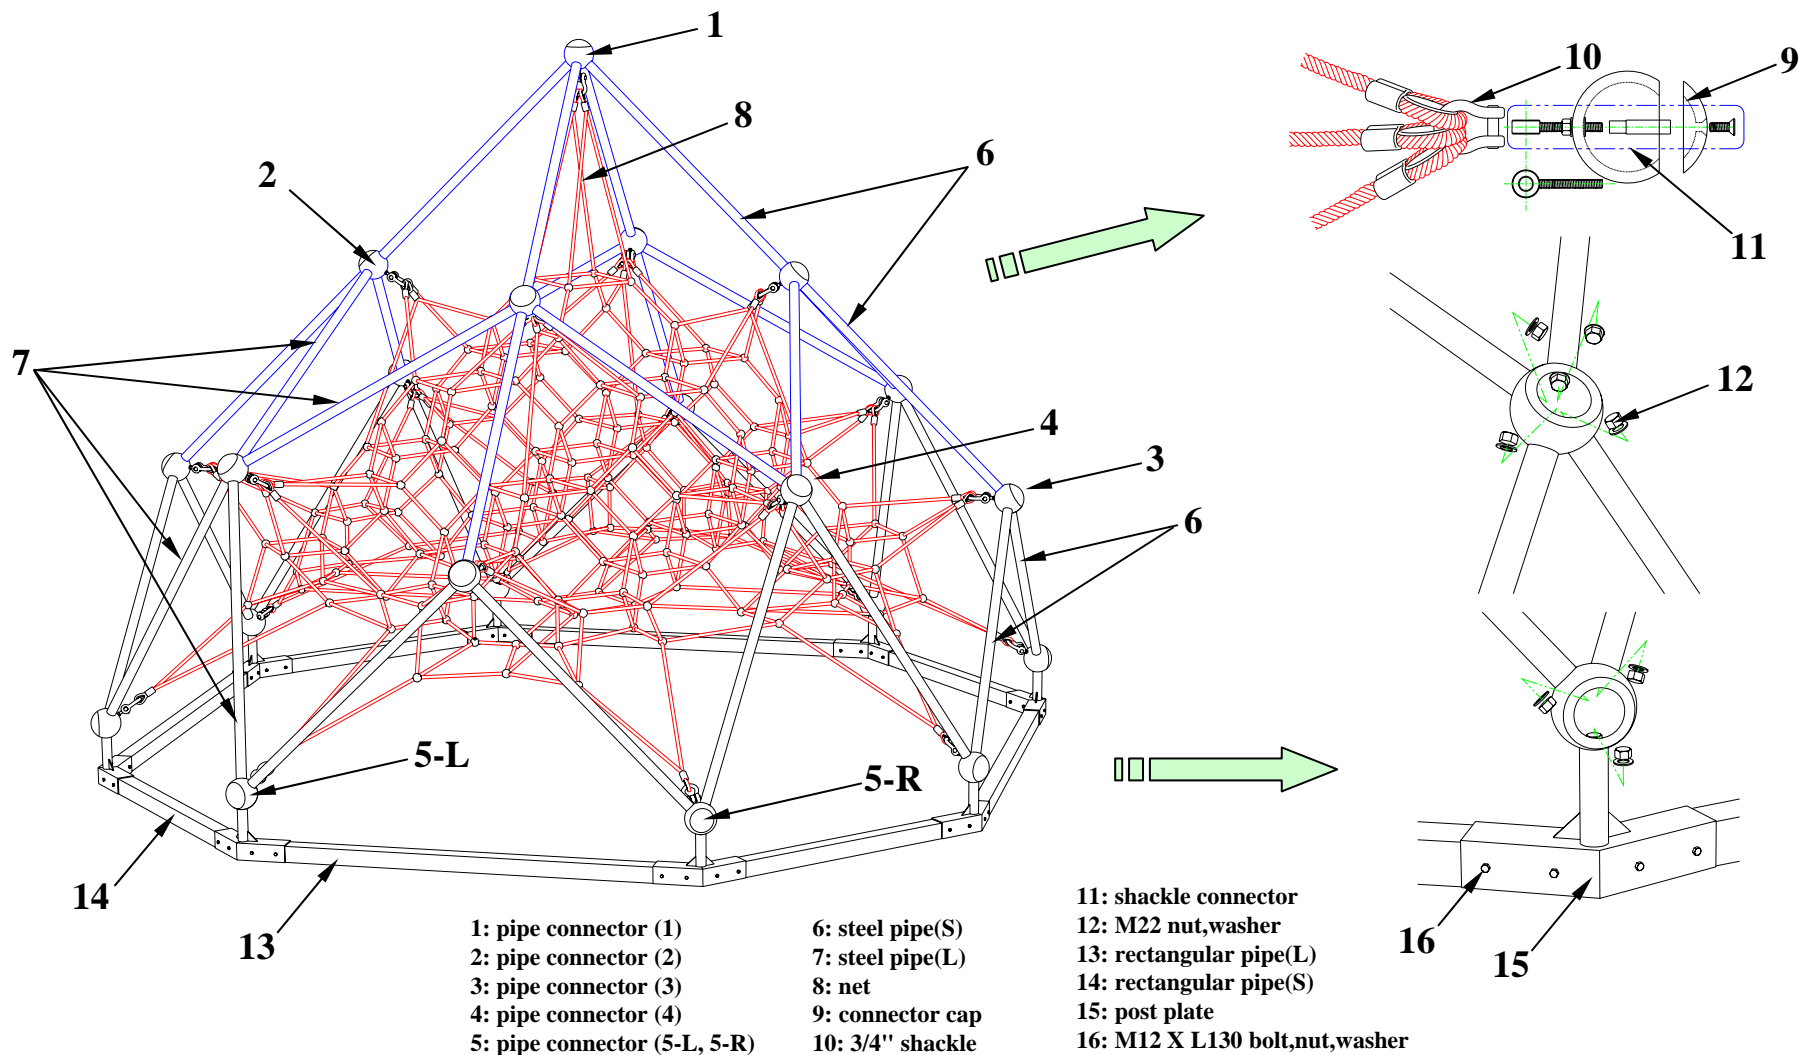 1
10
9
8
2
6
11
7
12
4
3
6
5-L
5-R
14
13
16
15
1: pipe connector (1)
2: pipe connector (2)
3: pipe connector (3)
4: pipe connector (4)
5: pipe connector (5-L, 5-R)
6: steel pipe(S)
7: steel pipe(L)
8: net
9: connector cap
10: 3/4" shackle
11: shackle connector
12: M22 nut,washer
13: rectangular pipe(L)
14: rectangular pipe(S)
15: post plate
16: M12 X L130 bolt,nut,washer